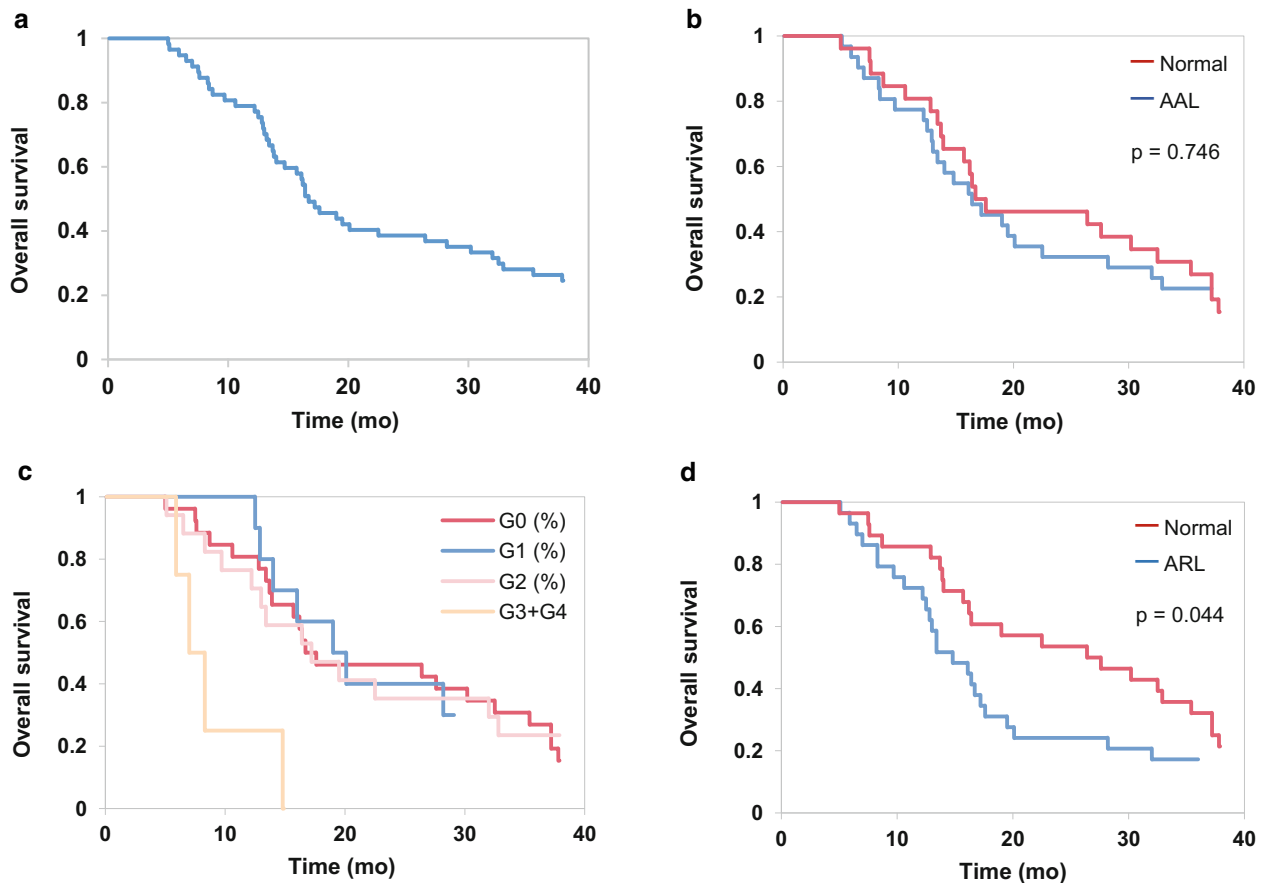 a
1
0.8
0.6
0.4
0.2
0
Overall survival
0 10 20 30 40
Time (mo)
b
1
0.8
0.6
0.4
0.2
0
Overall survival
Normal
AAL
p = 0.746
0 10 20 30 40
Time (mo)
c
1
0.8
0.6
0.4
0.2
0
Overall survival
G0 (%)
G1 (%)
G2 (%)
G3+G4
0 10 20 30 40
Time (mo)
d
1
0.8
0.6
0.4
0.2
0
Overall survival
Normal
ARL
p = 0.044
0 10 20 30 40
Time (mo)